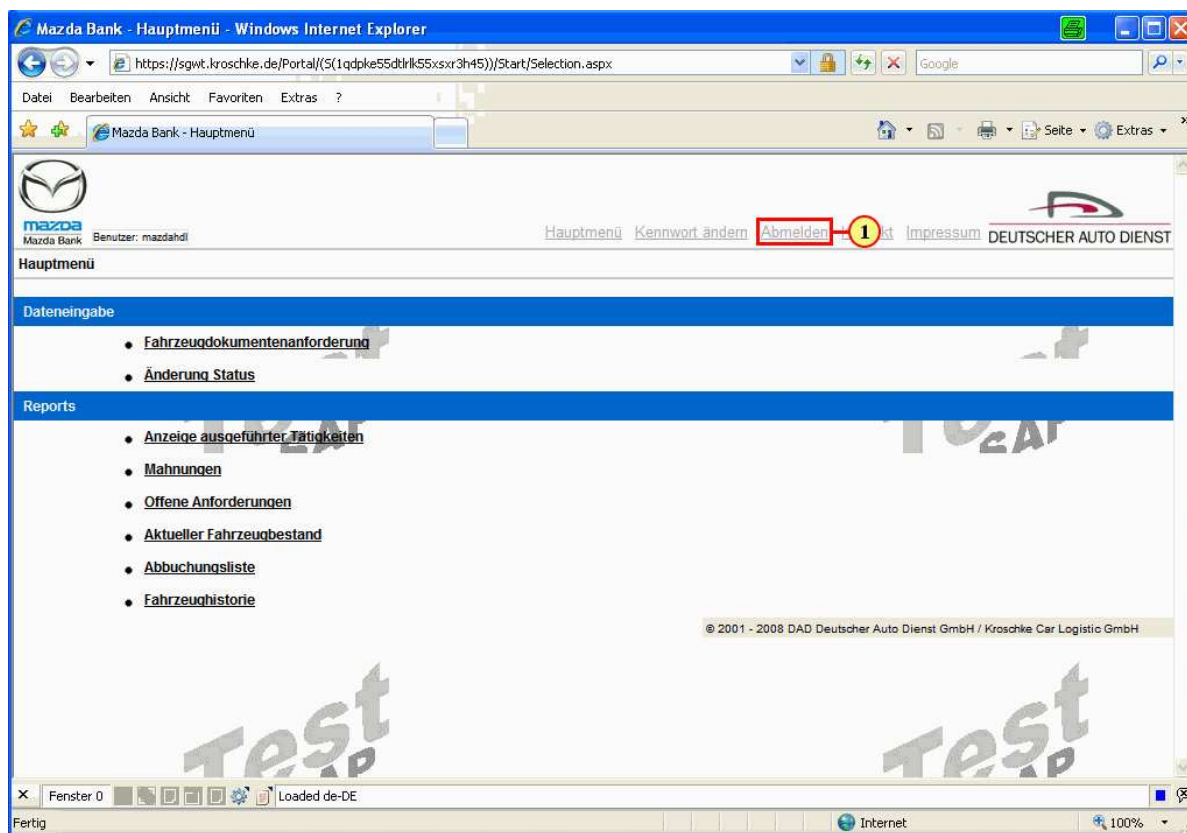 Mazda Bank - Hauptmenü - Windows Internet Explorer
https://sgwt.kroschke.de/Portal/(S(1qdpke55dtlrlk55xsxr3h45))/Start/Selection.aspx
Google
Datei Bearbeiten Ansicht Favoriten Extras ?
Mazda Bank - Hauptmenü
Seite Extras
mazda
Mazda Bank
Benutzer: mazdahdl
Hauptmenü Kennwort ändern Abmelden 1 Impressum
DEUTSCHER AUTO DIENST
Hauptmenü
Dateneingabe
Fahrzeugdokumentenanforderung
Änderung Status
Reports
Anzeige ausgeführter Tätigkeiten
Mahnungen
Offene Anforderungen
Aktueller Fahrzeugbestand
Abbuchungsliste
Fahrzeughistorie
© 2001 - 2008 DAD Deutscher Auto Dienst GmbH / Kroschke Car Logistic GmbH
Test Test
Fenster 0 Loaded de-DE
Fertig Internet 100%